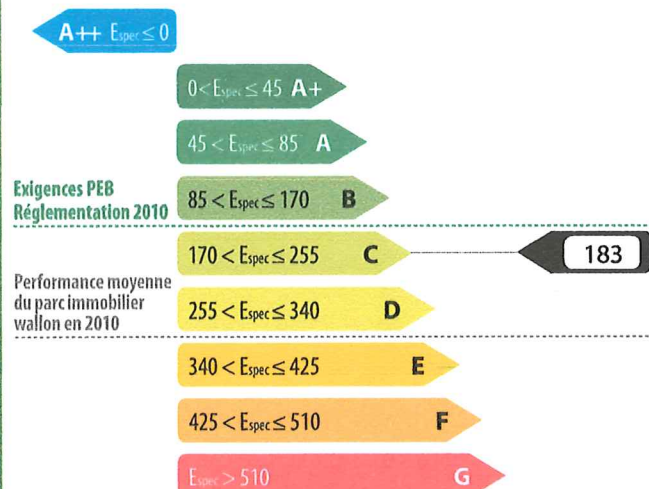 A++ Espec ≤ 0
0 < Espec ≤ 45 A+
45 < Espec ≤ 85 A
Exigences PEB
Réglementation 2010
85 < Espec ≤ 170 B
170 < Espec ≤ 255 C
183
Performance moyenne
du parc immobilier
wallon en 2010
255 < Espec ≤ 340 D
340 < Espec ≤ 425 E
425 < Espec ≤ 510 F
Espec > 510 G